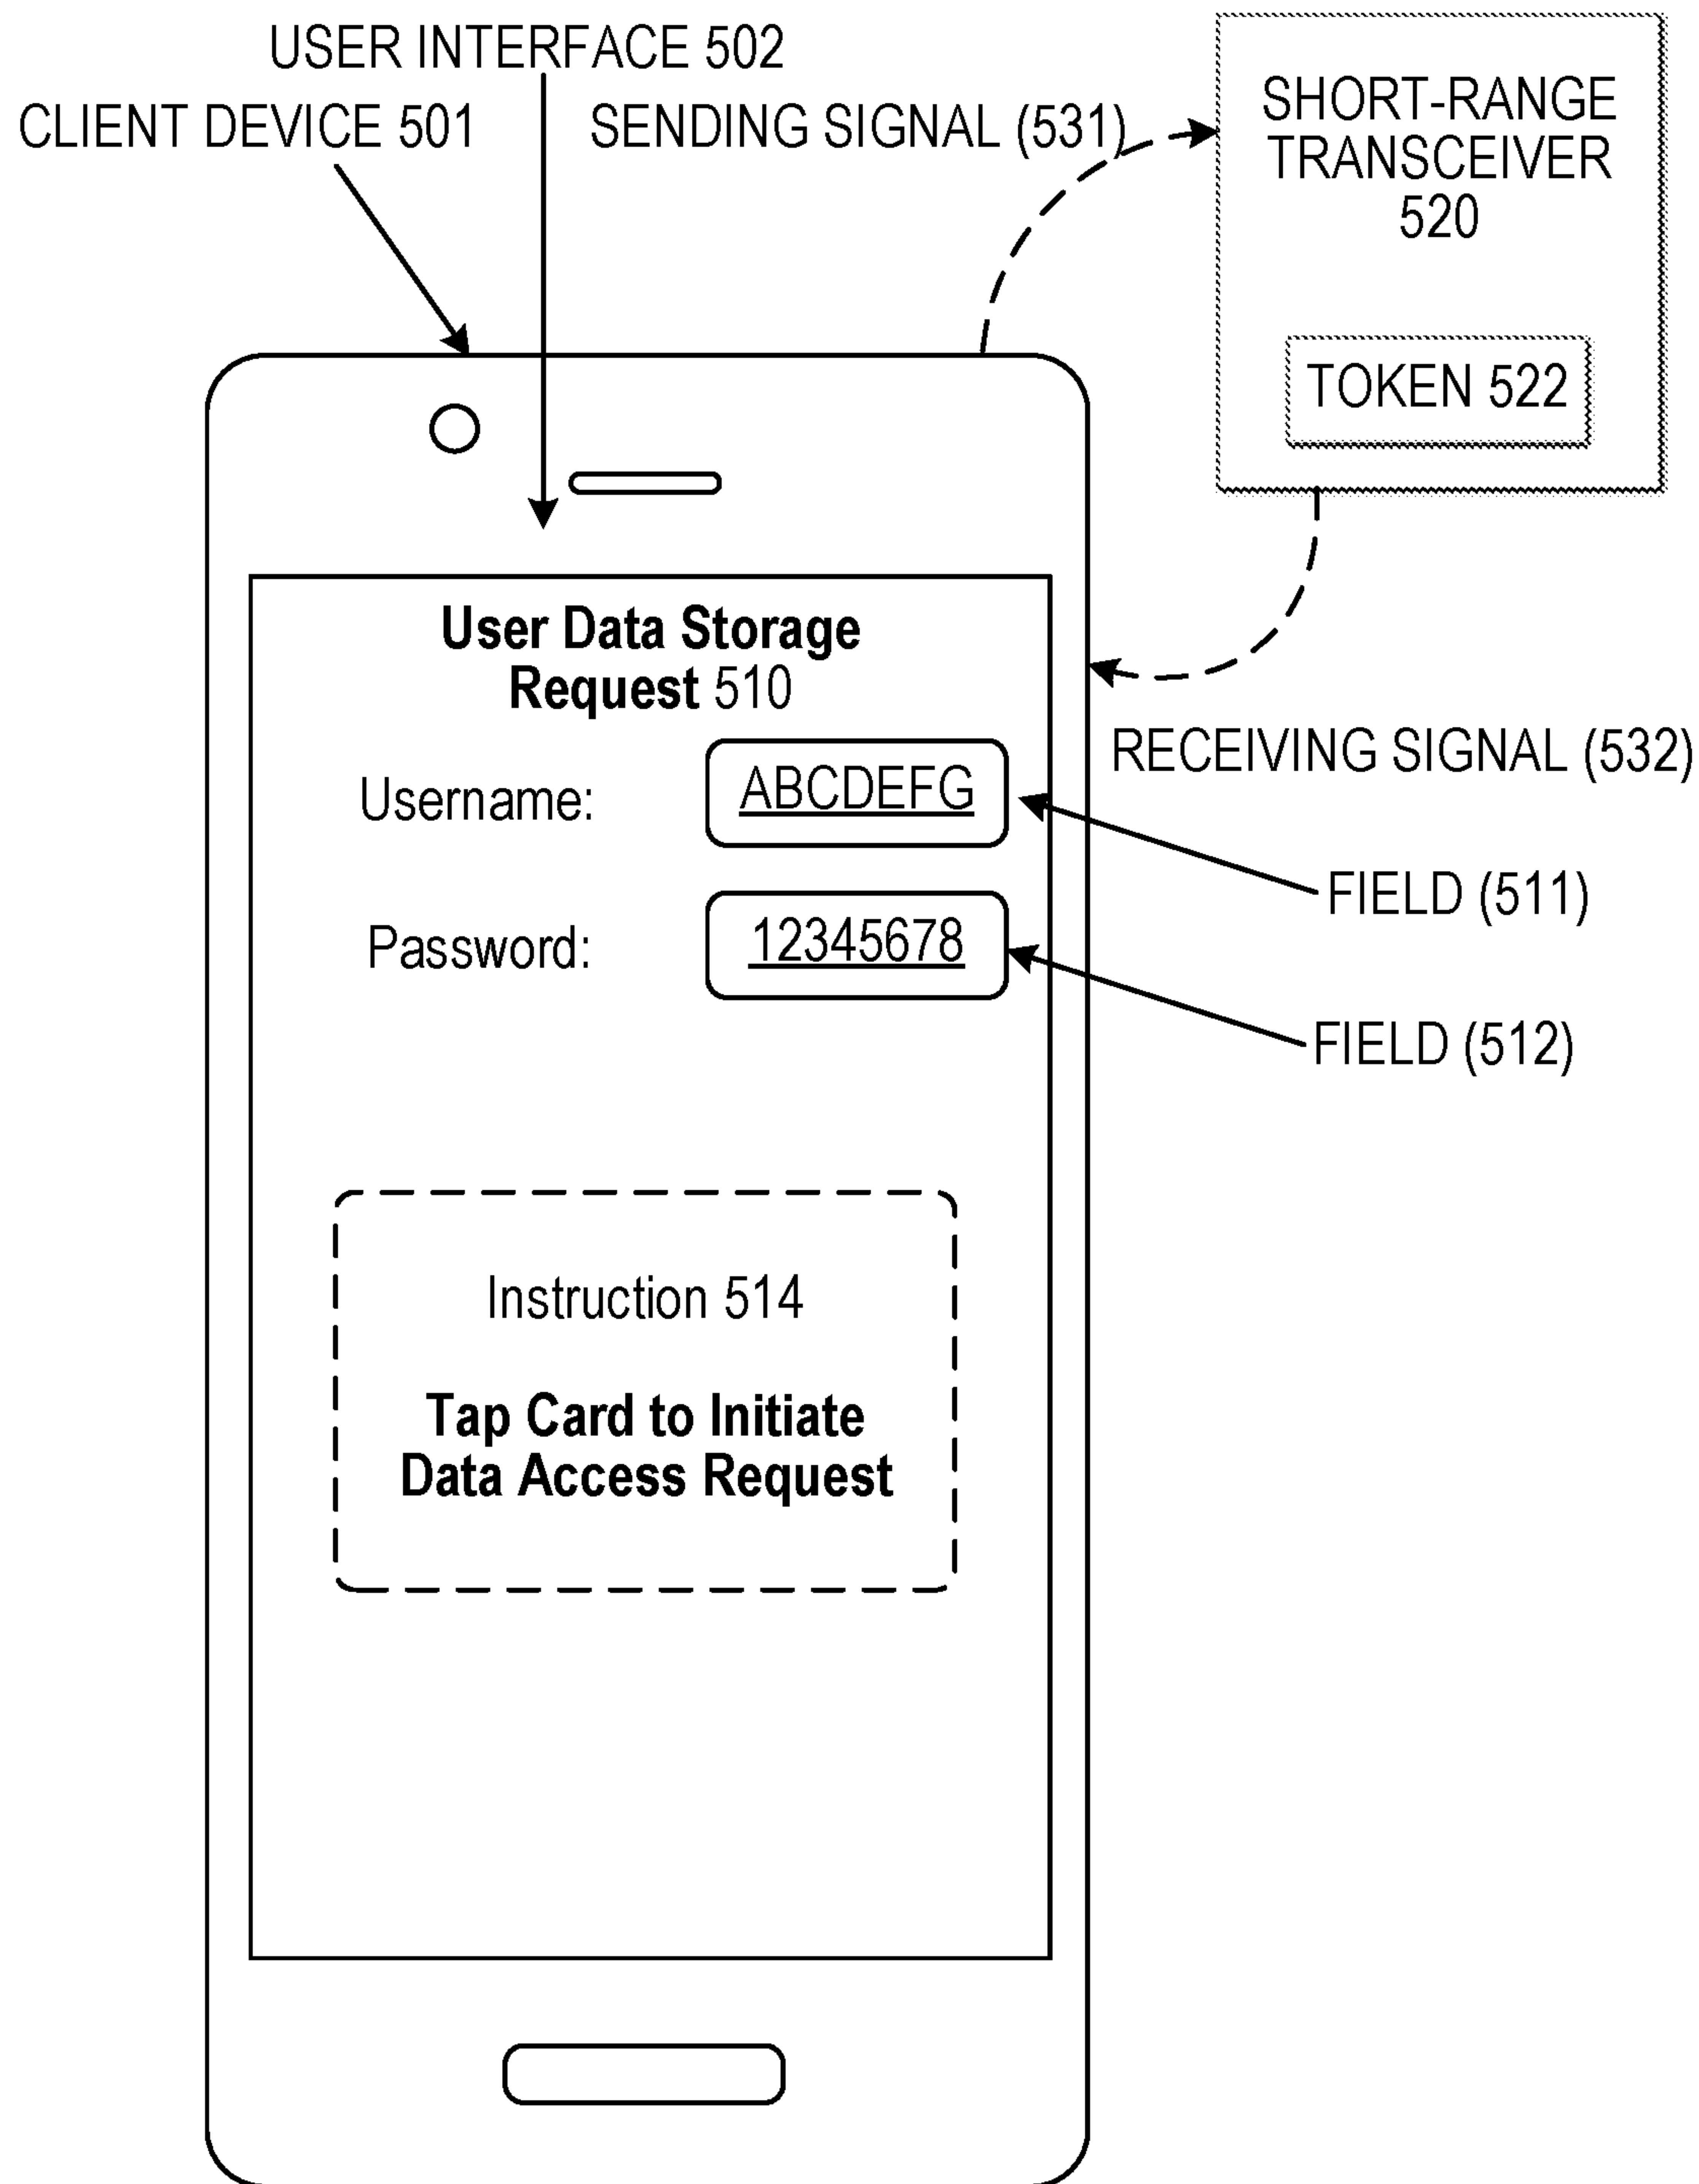 USER INTERFACE 502
CLIENT DEVICE 501
SENDING SIGNAL (531)
SHORT-RANGE
TRANSCEIVER
520
TOKEN 522
User Data Storage
Request 510
RECEIVING SIGNAL (532)
Username:
ABCDEFG
FIELD (511)
Password:
12345678
FIELD (512)
Instruction 514
Tap Card to Initiate
Data Access Request